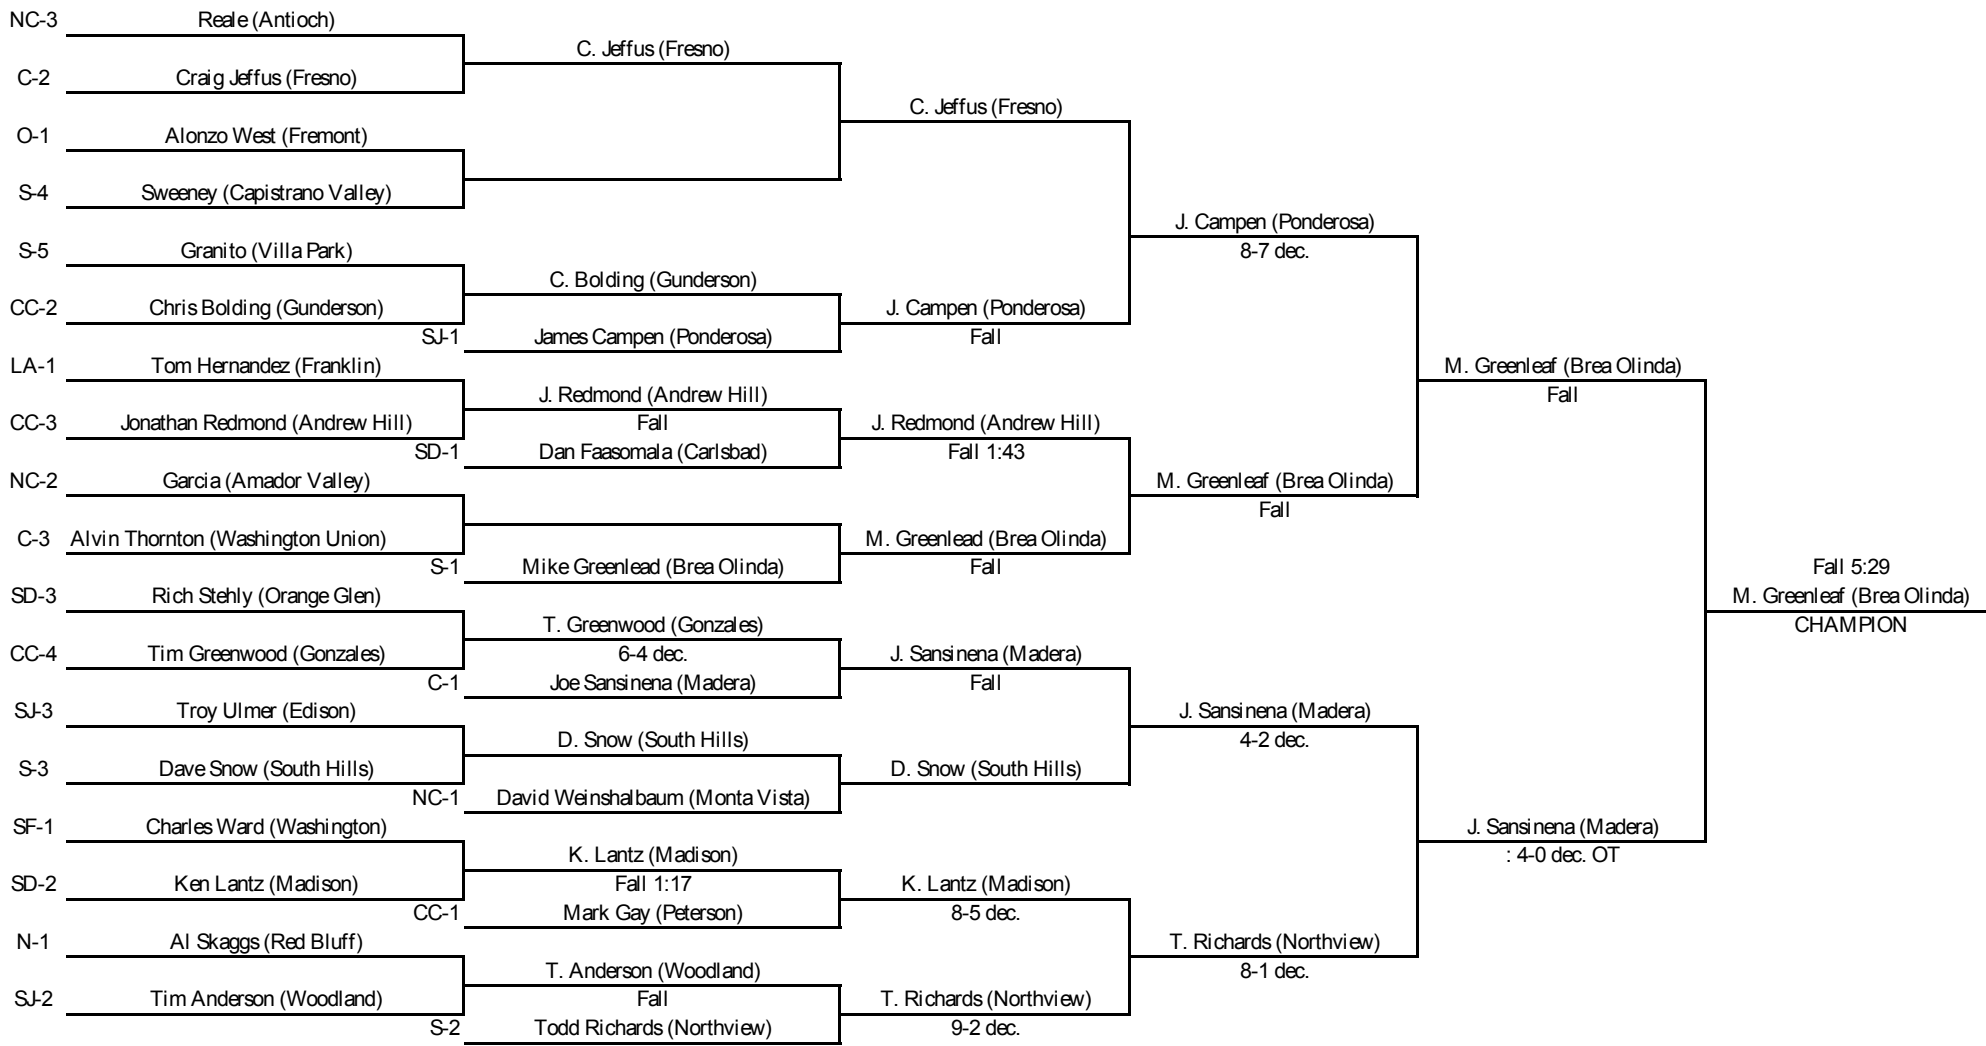 NC-3 Reale (Antioch)
C. Jeffus (Fresno)
C-2 Craig Jeffus (Fresno)
C. Jeffus (Fresno)
O-1 Alonzo West (Fremont)
S-4 Sweeney (Capistrano Valley)
J. Campen (Ponderosa)
S-5 Granito (Villa Park)
8-7 dec.
C. Bolding (Gunderson)
CC-2 Chris Bolding (Gunderson)
J. Campen (Ponderosa)
SJ-1 James Campen (Ponderosa)
Fall
LA-1 Tom Hernandez (Franklin)
M. Greenleaf (Brea Olinda)
J. Redmond (Andrew Hill)
Fall
CC-3 Jonathan Redmond (Andrew Hill)
Fall
J. Redmond (Andrew Hill)
SD-1 Dan Faasomala (Carlsbad)
Fall 1:43
NC-2 Garcia (Amador Valley)
M. Greenleaf (Brea Olinda)
Fall
C-3 Alvin Thornton (Washington Union)
M. Greenlead (Brea Olinda)
S-1 Mike Greenlead (Brea Olinda)
Fall
Fall 5:29
SD-3 Rich Stehly (Orange Glen)
M. Greenleaf (Brea Olinda)
T. Greenwood (Gonzales)
CHAMPION
CC-4 Tim Greenwood (Gonzales)
6-4 dec.
J. Sansinena (Madera)
C-1 Joe Sansinena (Madera)
Fall
SJ-3 Troy Ulmer (Edison)
J. Sansinena (Madera)
D. Snow (South Hills)
4-2 dec.
S-3 Dave Snow (South Hills)
D. Snow (South Hills)
NC-1 David Weinshalbaum (Monta Vista)
SF-1 Charles Ward (Washington)
J. Sansinena (Madera)
K. Lantz (Madison)
: 4-0 dec. OT
SD-2 Ken Lantz (Madison)
Fall 1:17
K. Lantz (Madison)
CC-1 Mark Gay (Peterson)
8-5 dec.
N-1 Al Skaggs (Red Bluff)
T. Richards (Northview)
T. Anderson (Woodland)
8-1 dec.
SJ-2 Tim Anderson (Woodland)
Fall
T. Richards (Northview)
S-2 Todd Richards (Northview)
9-2 dec.